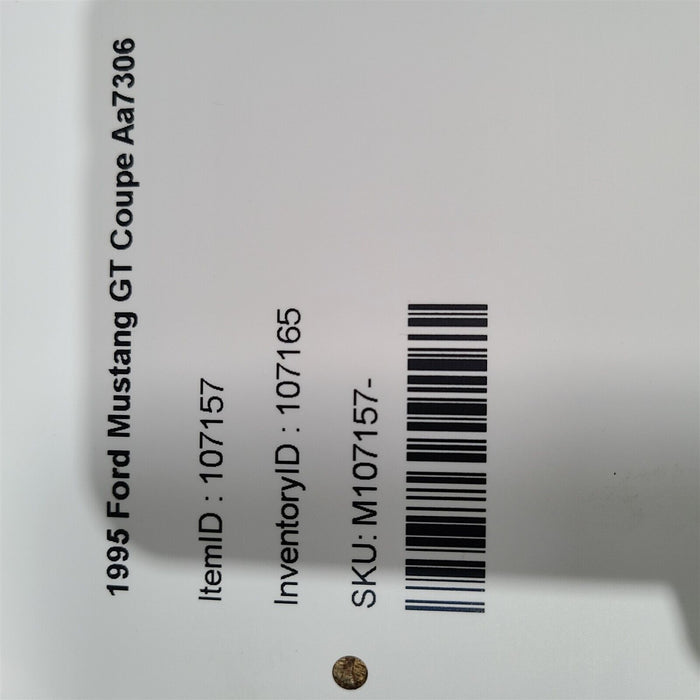 1995 Ford Mustang GT Coupe Aa7306
ItemID : 107157
InventoryID : 107165
SKU: M107157-